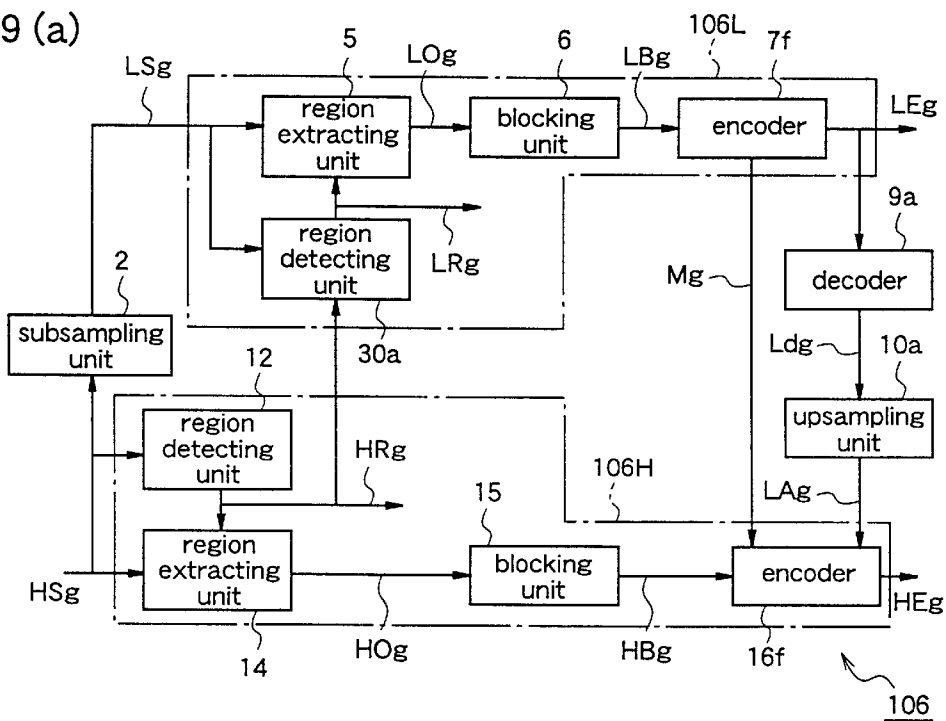 9 (a)
106L
5
6
7f
LSg
LOg
LBg
LEg
region
extracting
unit
blocking
unit
encoder
9a
region
detecting
unit
LRg
Mg
decoder
2
subsampling
unit
30a
Ldg
10a
12
region
detecting
unit
upsampling
unit
HRg
106H
LAg
15
region
extracting
unit
blocking
unit
encoder
HSg
HEg
14
HOg
HBg
16f
106